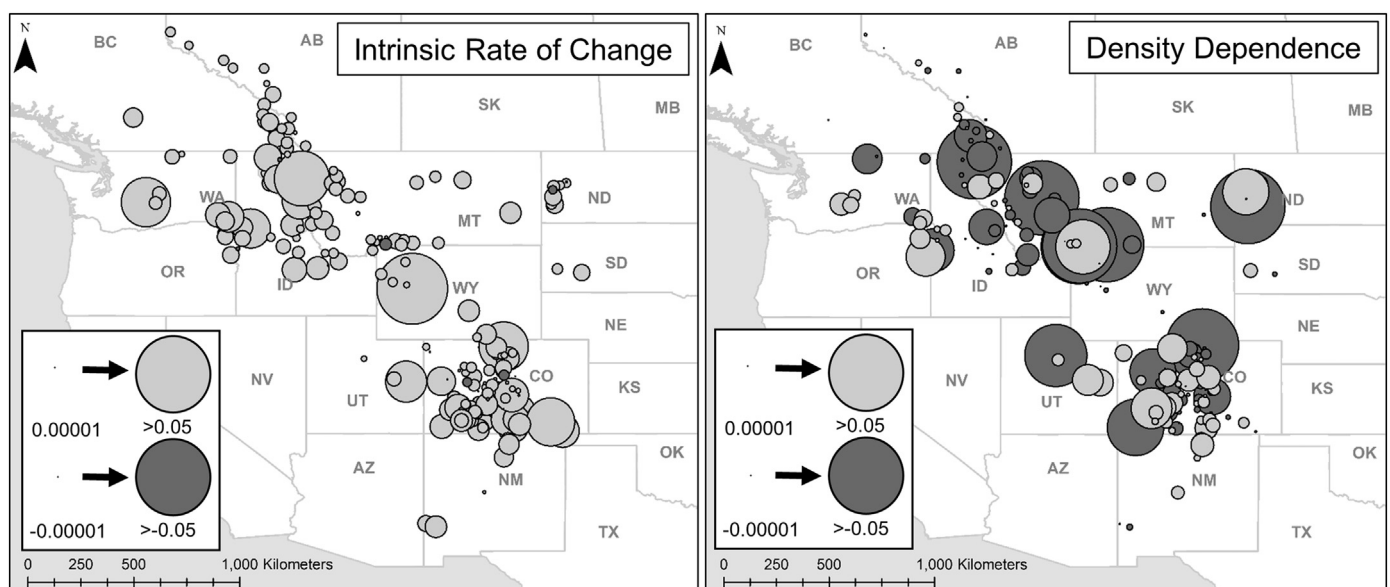 N
BC
AB
Intrinsic Rate of Change
SK
MB
WA
MT
ND
OR
ID
SD
WY
NE
NV
UT
CO
KS
AZ
NM
OK
TX
0.00001
>0.05
-0.00001
>-0.05
0 250 500 1,000 Kilometers
N
BC
AB
Density Dependence
SK
MB
WA
MT
ND
OR
ID
SD
WY
NE
NV
UT
CO
KS
AZ
NM
OK
TX
0.00001
>0.05
-0.00001
>-0.05
0 250 500 1,000 Kilometers